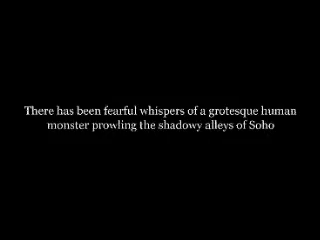 There has been fearful whispers of a grotesque human
monster prowling the shadowy alleys of Soho